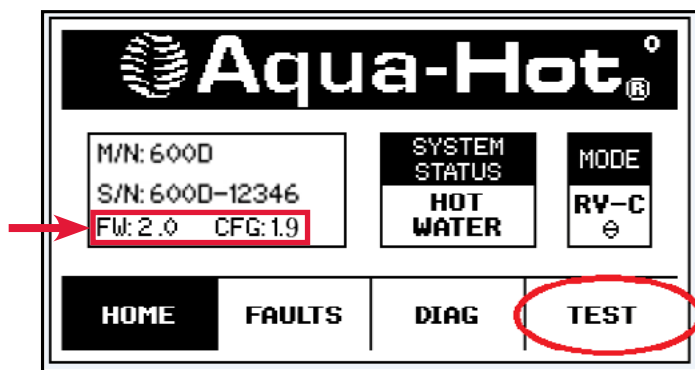 Aqua-Hot®
M/N: 600D
S/N: 600D-12346
FW: 2.0 CFG: 1.9
SYSTEM
STATUS
HOT
WATER
MODE
RV-C
HOME FAULTS DIAG TEST